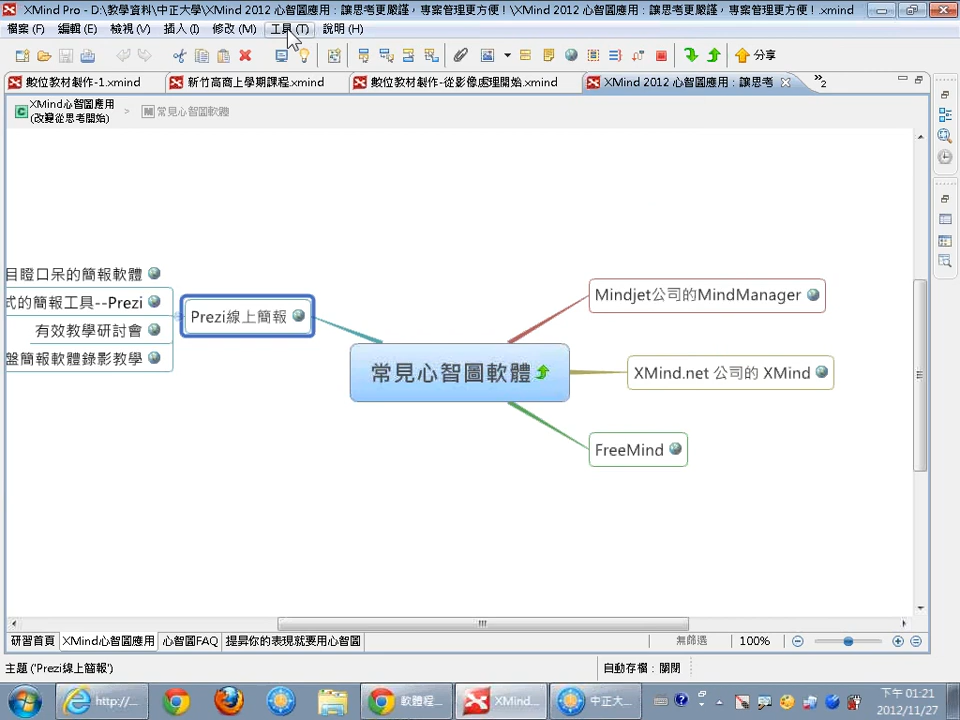 XMind Pro - D:\教學資料\中正大學\XMind 2012 心智圖應用：讓思考更嚴謹，專案管理更方便！\XMind 2012 心智圖應用：讓思考更嚴謹，專案管理更方便！.xmind
檔案 (F) 編輯 (E) 檢視 (V) 插入 (I) 修改 (M) 工具 (T) 說明 (H)
分享
數位教材製作-1.xmind 新竹高商上學期課程.xmind 數位教材製作-從影像處理開始.xmind XMind 2012 心智圖應用：讓思考 »2
C XMind心智圖應用 > M 常見心智圖軟體
(改變從思考開始)
目瞪口呆的簡報軟體
式的簡報工具--Prezi
有效教學研討會
盤簡報軟體錄影教學
Prezi線上簡報
常見心智圖軟體
Mindjet公司的MindManager
XMind.net 公司的 XMind
FreeMind
研習首頁 XMind心智圖應用 心智圖FAQ 提昇你的表現就要用心智圖
無篩選 100%
主題 ('Prezi線上簡報')
自動存檔：關閉
http://... 軟體程... XMind... 中正大...
下午 01:21
2012/11/27